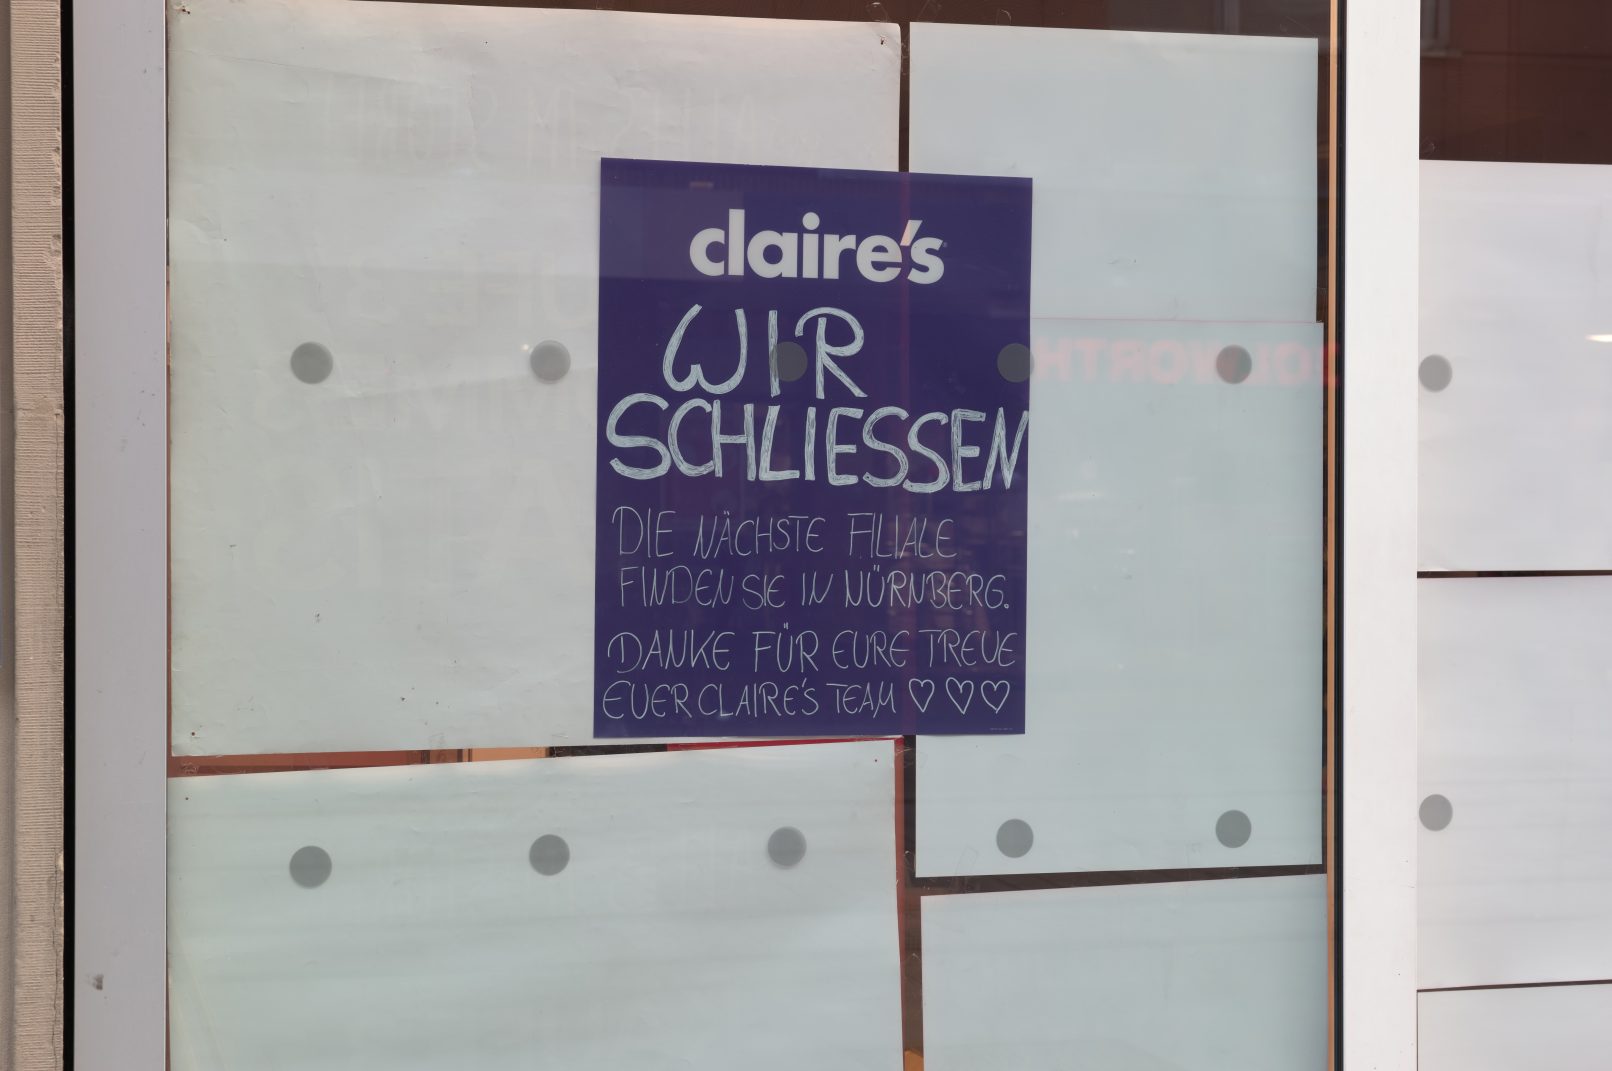 claire's
WIR
SCHLIESSEN
DIE NÄCHSTE FILIALE
FINDEN SIE IN NÜRNBERG.
DANKE FÜR EURE TREUE
EUER CLAIRE'S TEAM ♡ ♡ ♡